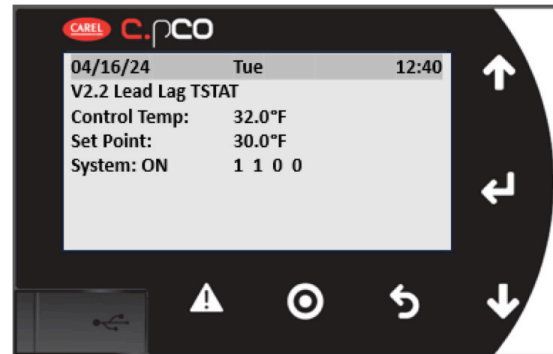 CAREL c.pCO
04/16/24 Tue 12:40
V2.2 Lead Lag TSTAT
Control Temp: 32.0°F
Set Point: 30.0°F
System: ON 1 1 0 0